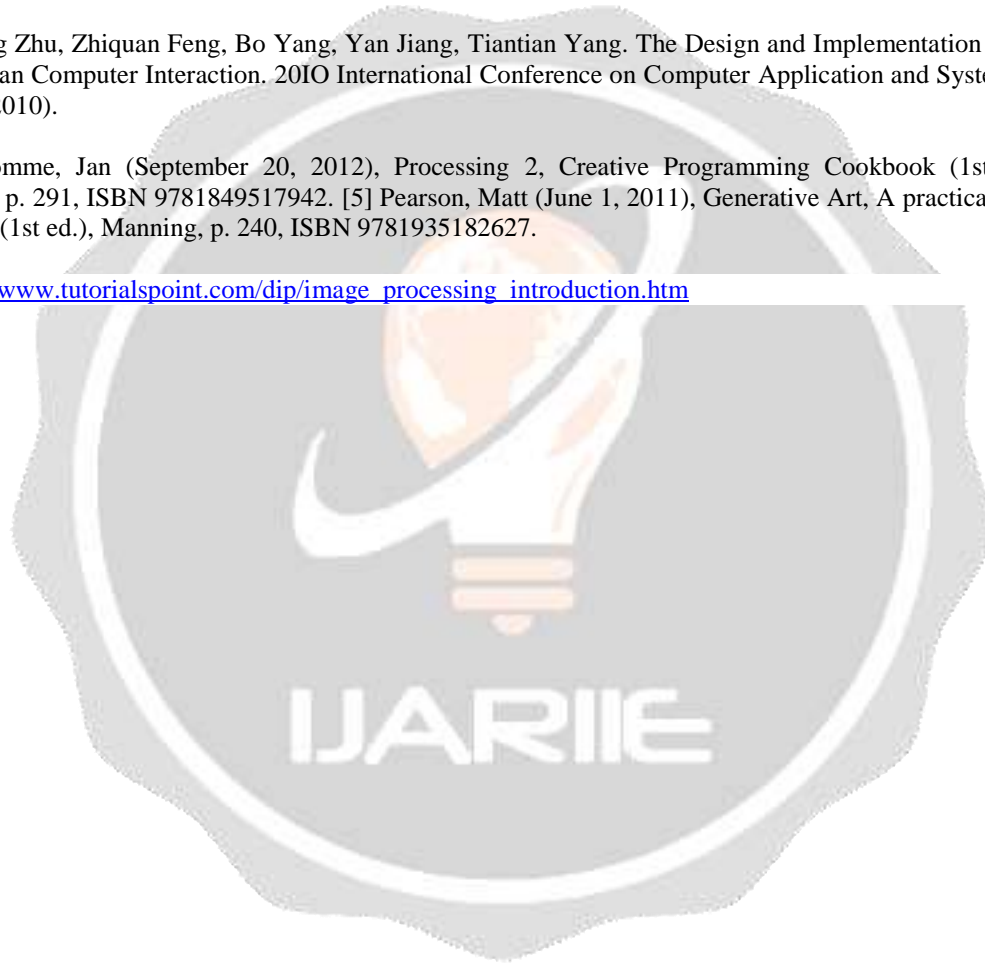 g Zhu, Zhiquan Feng, Bo Yang, Yan Jiang, Tiantian Yang. The Design and Implementation
an Computer Interaction. 20IO International Conference on Computer Application and Syste
2010).
omme, Jan (September 20, 2012), Processing 2, Creative Programming Cookbook (1st
p. 291, ISBN 9781849517942. [5] Pearson, Matt (June 1, 2011), Generative Art, A practica
(1st ed.), Manning, p. 240, ISBN 9781935182627.
www.tutorialspoint.com/dip/image_processing_introduction.htm
IJARIIE